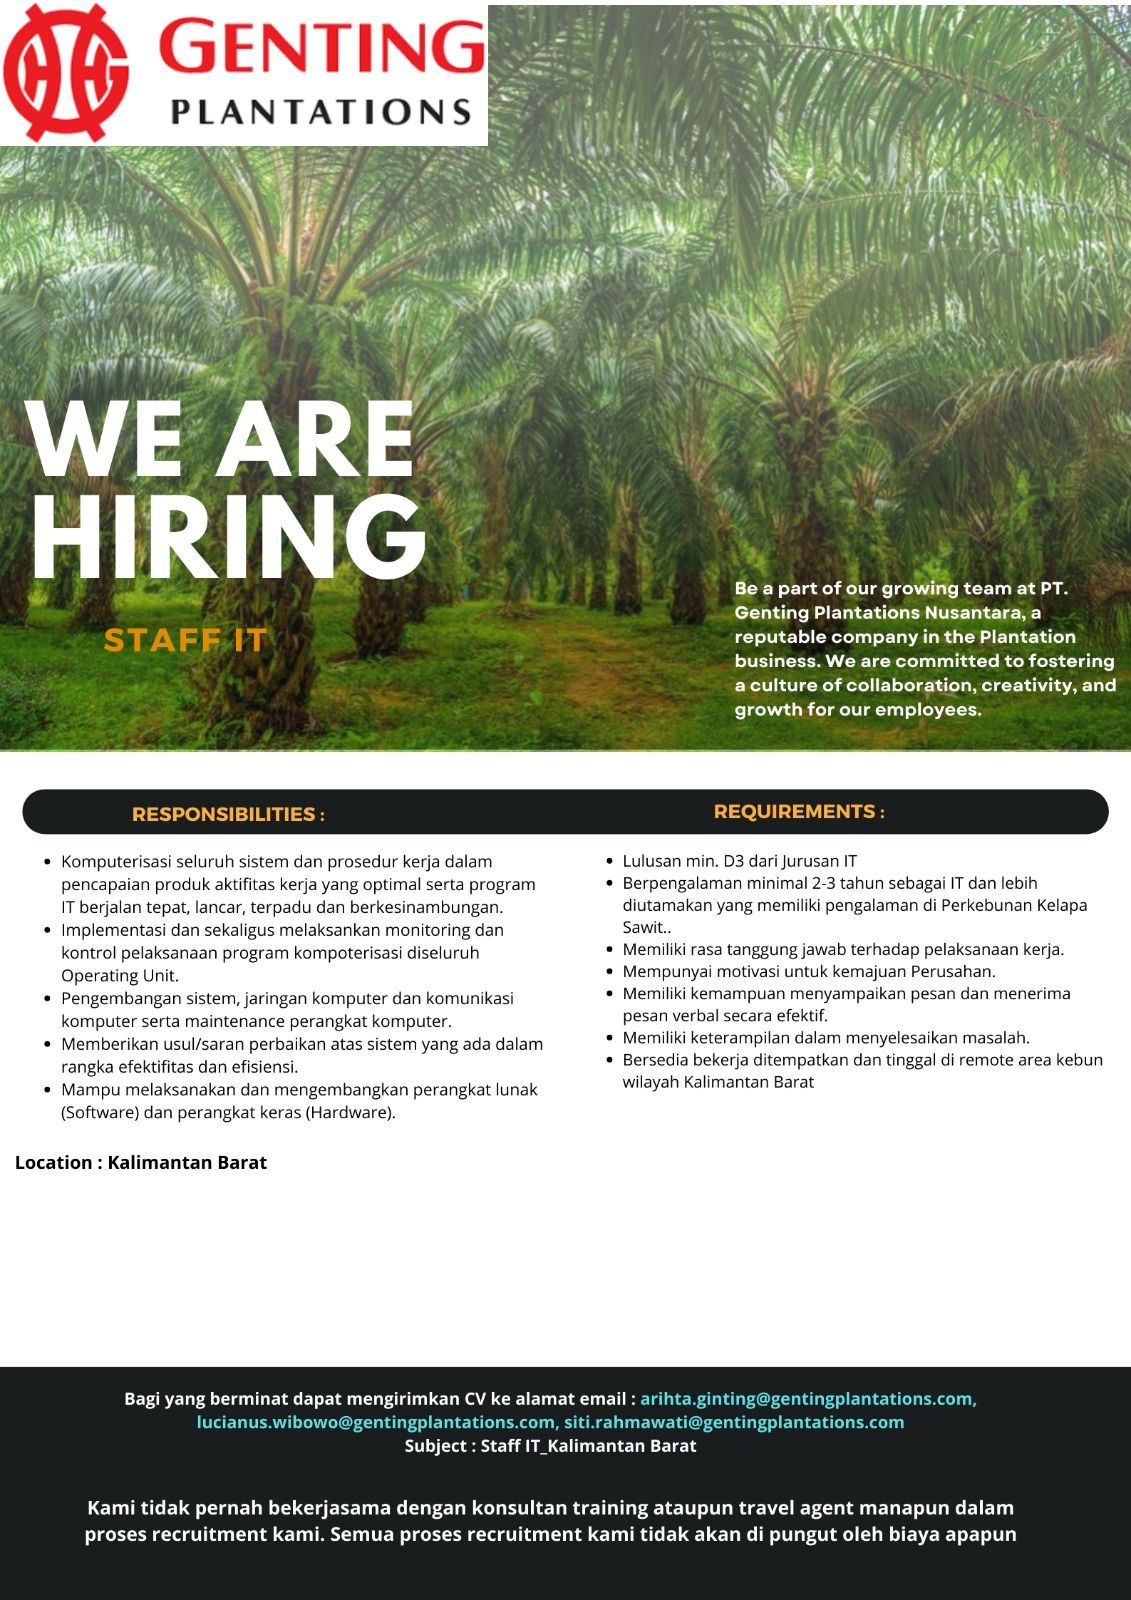 GENTING
PLANTATIONS
WE ARE
HIRING
STAFF IT
Be a part of our growing team at PT.
Genting Plantations Nusantara, a
reputable company in the Plantation
business. We are committed to fostering
a culture of collaboration, creativity, and
growth for our employees.
RESPONSIBILITIES :
• Komputerisasi seluruh sistem dan prosedur kerja dalam
pencapaian produk aktifitas kerja yang optimal serta program
IT berjalan tepat, lancar, terpadu dan berkesinambungan.
• Implementasi dan sekaligus melaksankan monitoring dan
kontrol pelaksanaan program kompoterisasi diseluruh
Operating Unit.
• Pengembangan sistem, jaringan komputer dan komunikasi
komputer serta maintenance perangkat komputer.
• Memberikan usul/saran perbaikan atas sistem yang ada dalam
rangka efektifitas dan efisiensi.
• Mampu melaksanakan dan mengembangkan perangkat lunak
(Software) dan perangkat keras (Hardware).
REQUIREMENTS :
• Lulusan min. D3 dari Jurusan IT
• Berpengalaman minimal 2-3 tahun sebagai IT dan lebih
diutamakan yang memiliki pengalaman di Perkebunan Kelapa
Sawit..
• Memiliki rasa tanggung jawab terhadap pelaksanaan kerja.
• Mempunyai motivasi untuk kemajuan Perusahan.
• Memiliki kemampuan menyampaikan pesan dan menerima
pesan verbal secara efektif.
• Memiliki keterampilan dalam menyelesaikan masalah.
• Bersedia bekerja ditempatkan dan tinggal di remote area kebun
wilayah Kalimantan Barat
Location : Kalimantan Barat
Bagi yang berminat dapat mengirimkan CV ke alamat email : arihta.ginting@gentingplantations.com,
lucianus.wibowo@gentingplantations.com, siti.rahmawati@gentingplantations.com
Subject : Staff IT_Kalimantan Barat
Kami tidak pernah bekerjasama dengan konsultan training ataupun travel agent manapun dalam
proses recruitment kami. Semua proses recruitment kami tidak akan di pungut oleh biaya apapun